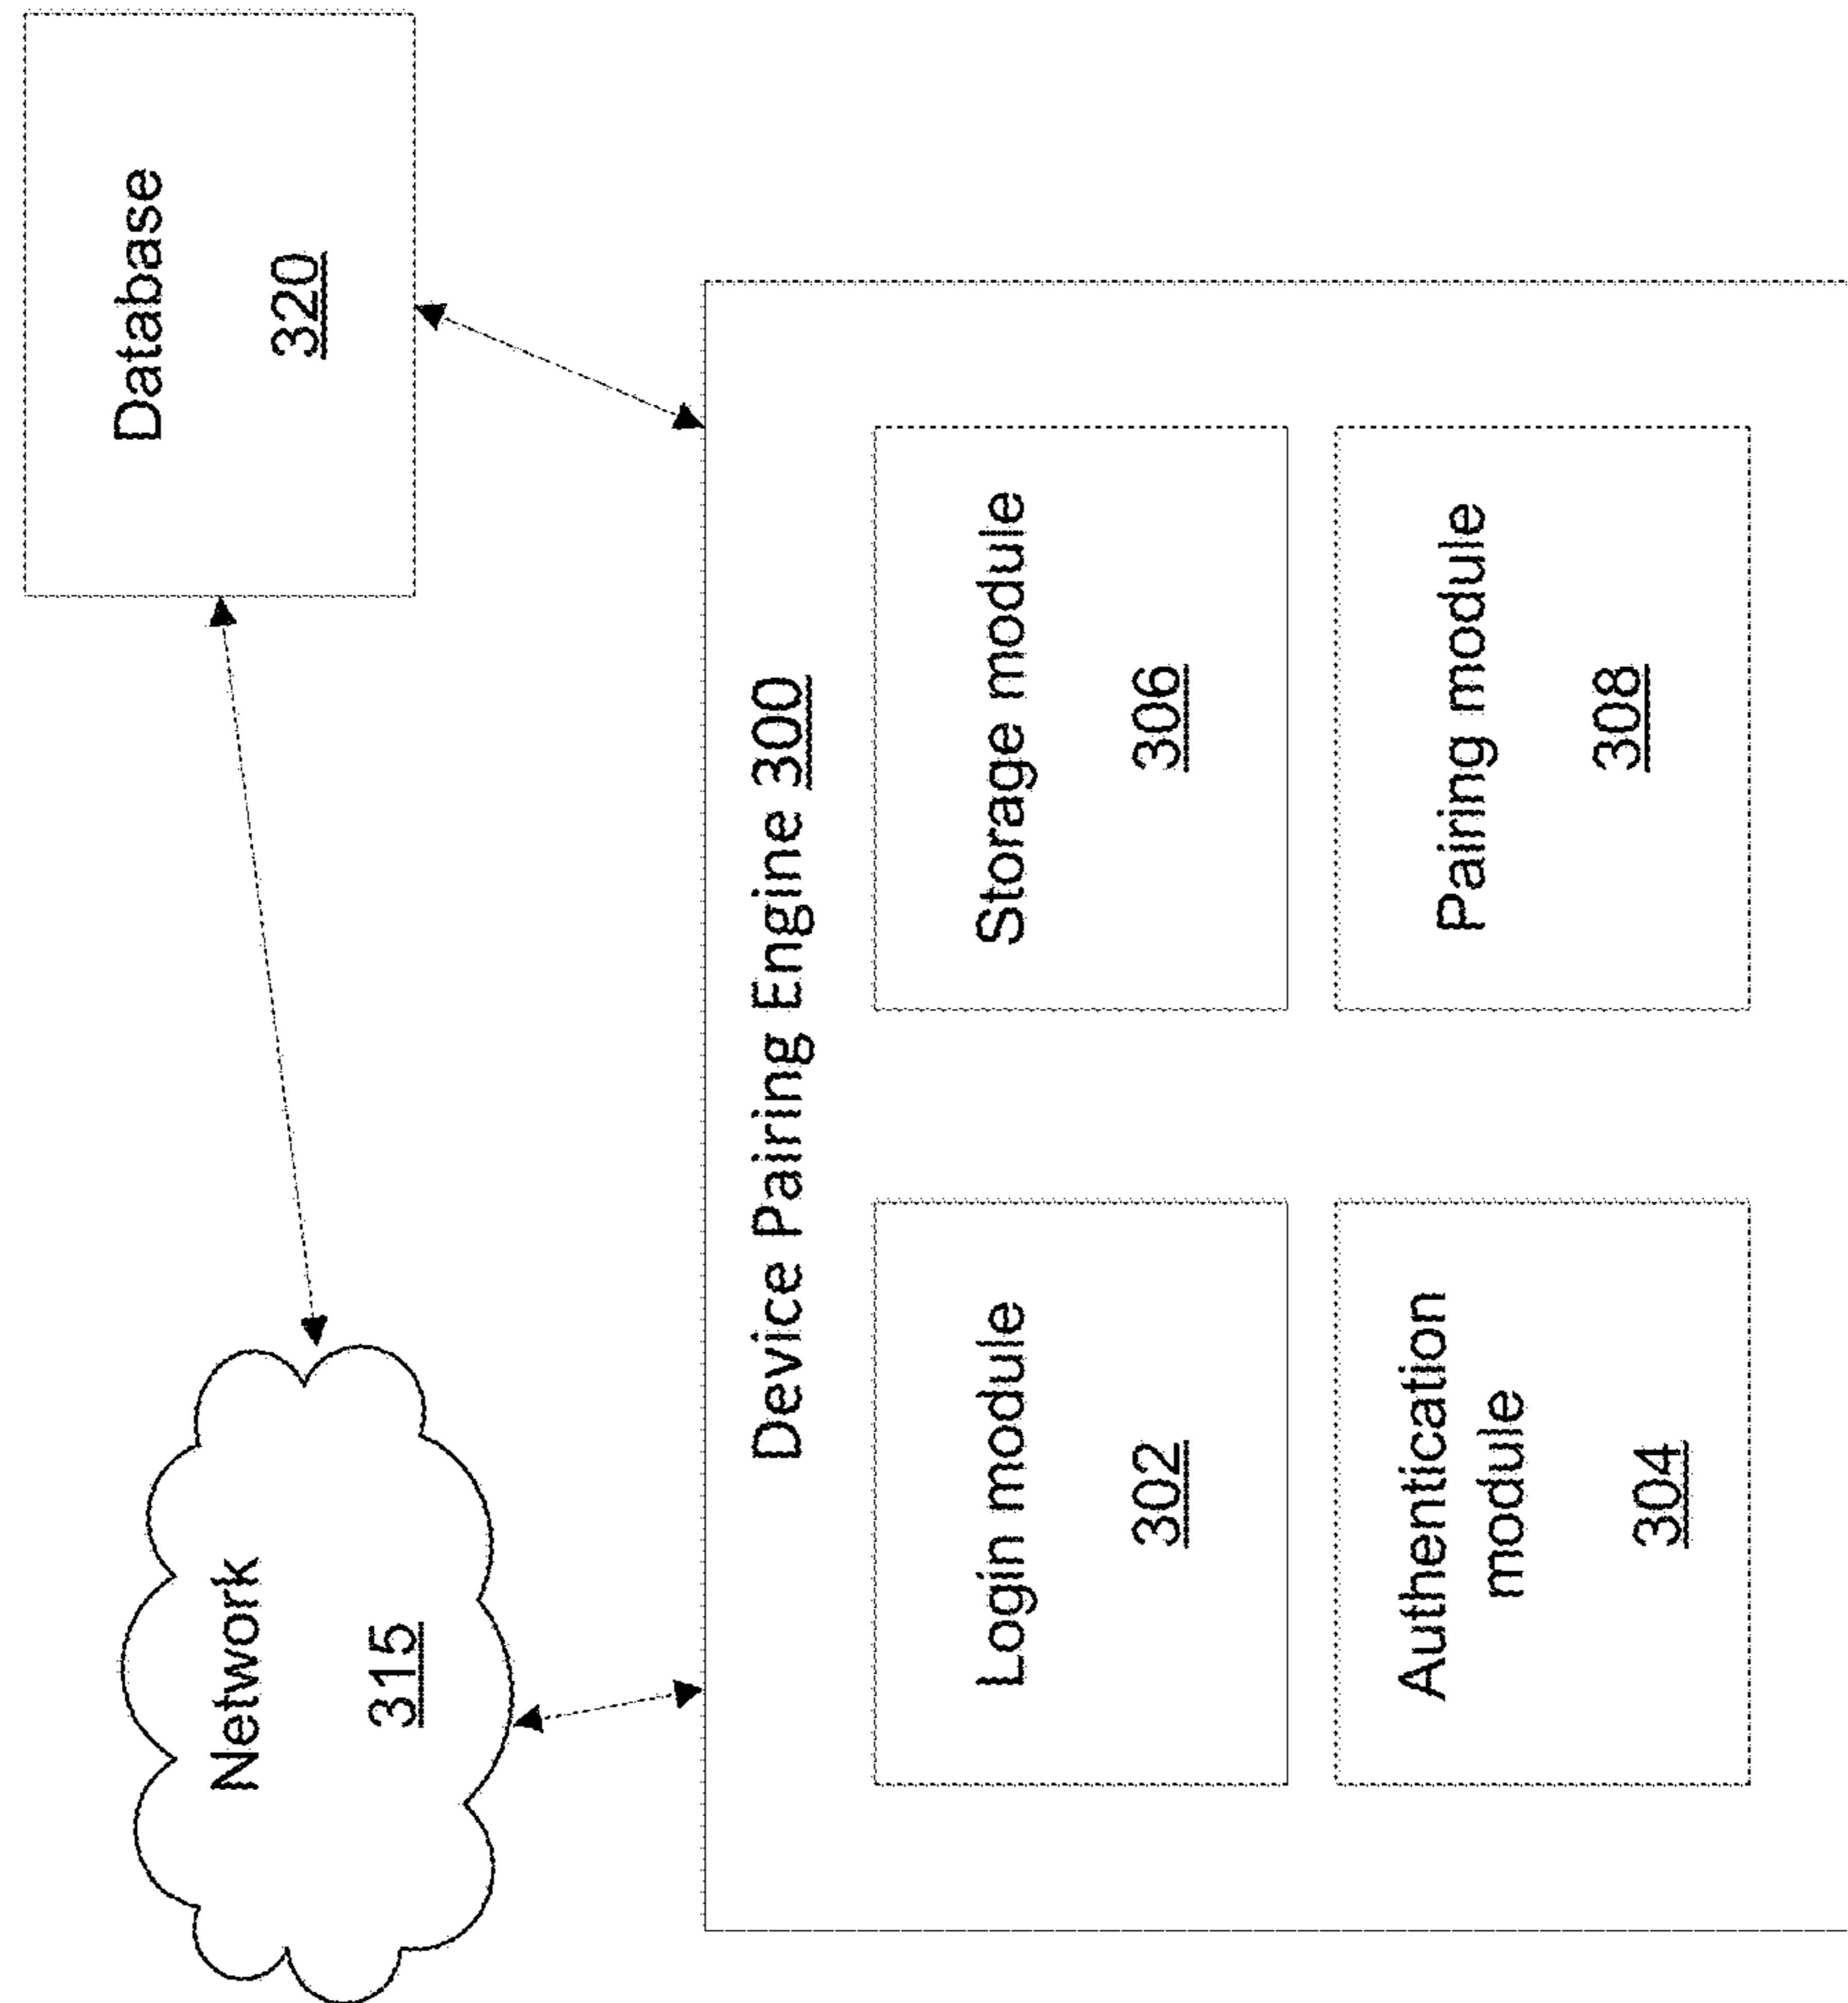 Network
315
Database
320
Device Pairing Engine 300
Login module
302
Storage module
306
Authentication
module
304
Pairing module
308